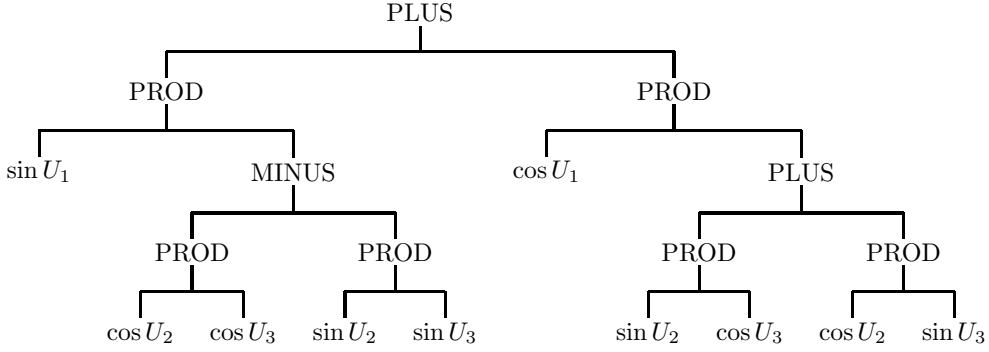 PLUS
PROD PROD
sin U₁ MINUS cos U₁ PLUS
PROD PROD PROD PROD
cos U₂ cos U₃ sin U₂ sin U₃ sin U₂ cos U₃ cos U₂ sin U₃